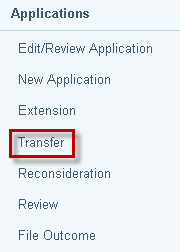 Applications
Edit/Review Application
New Application
Extension
Transfer
Reconsideration
Review
File Outcome